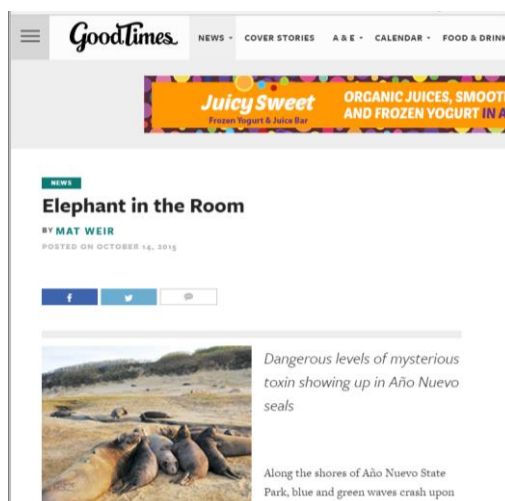 GoodTimes
NEWS COVER STORIES A & E CALENDAR FOOD & DRINK
Juicy Sweet
Frozen Yogurt & Juice Bar
ORGANIC JUICES, SMOOT
AND FROZEN YOGURT IN A
NEWS
Elephant in the Room
BY MAT WEIR
POSTED ON OCTOBER 14, 2015
Dangerous levels of mysterious
toxin showing up in Año Nuevo
seals
Along the shores of Año Nuevo State
Park, blue and green waves crash upon